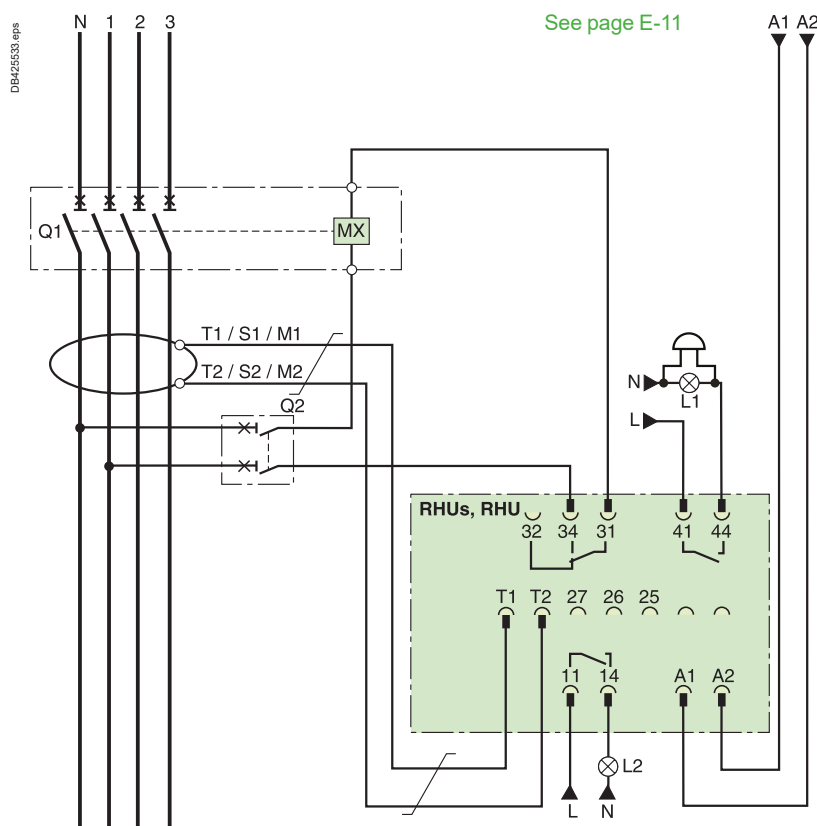 DB425533.eps
N 1 2 3
See page E-11
A1 A2
Q1
MX
T1 / S1 / M1
T2 / S2 / M2
Q2
N
L1
L
RHUs, RHU
32 34 31 41 44
T1 T2 27 26 25
11 14 A1 A2
L2
L N